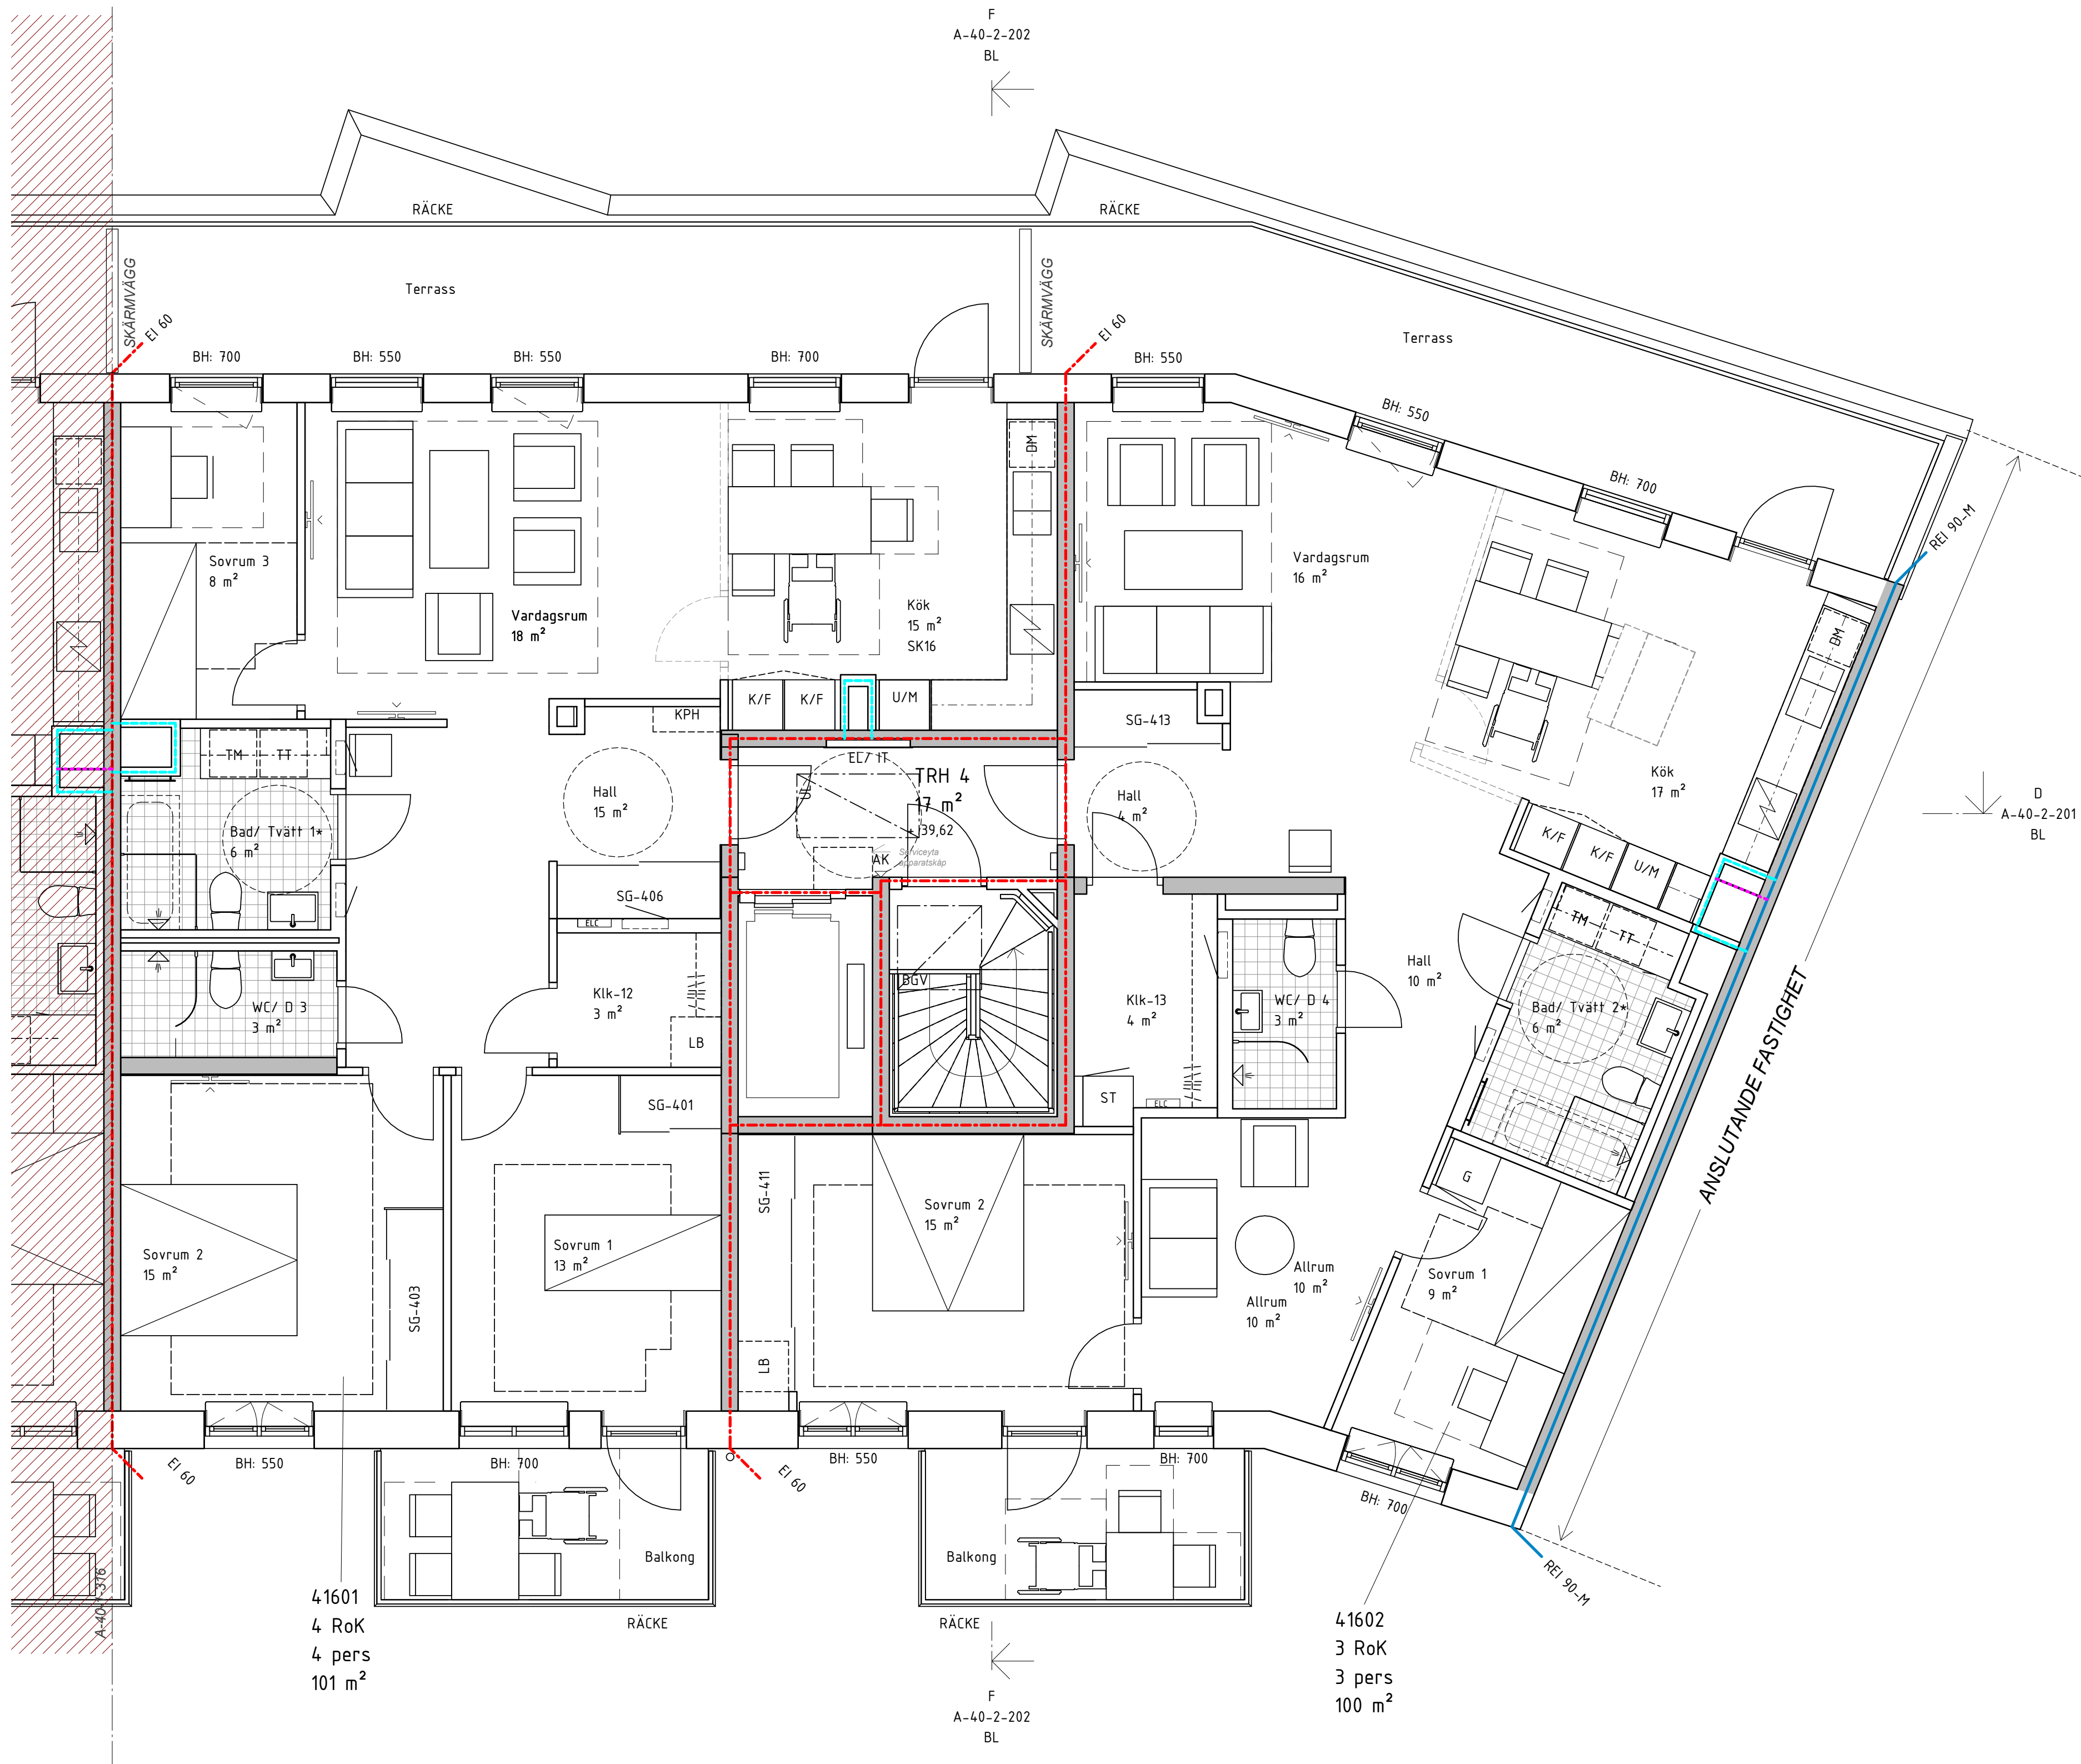 F
A-40-2-202
BL
RÄCKE
RÄCKE
SKÄRMVÄGG
Terrass
SKÄRMVÄGG
Terrass
EI 60
EI 60
BH: 700
BH: 550
BH: 550
BH: 700
BH: 550
BH: 550
BH: 700
REI 90-M
DM
DM
Sovrum 3
8 m²
Vardagsrum
18 m²
Kök
15 m²
SK16
Vardagsrum
16 m²
Kök
17 m²
K/F
K/F
U/M
KPH
SG-413
K/F
K/F
U/M
TM
TT
EL/ IT
UL
TRH 4
17 m²
+ 139,62
AK
Serviceyta
apparatskåp
Hall
15 m²
Hall
4 m²
D
A-40-2-201
BL
Bad/ Tvätt 1*
6 m²
SG-406
ELC
TM
TT
Hall
10 m²
BGV
Klk-12
3 m²
Klk-13
4 m²
WC/ D 3
3 m²
WC/ D 4
3 m²
Bad/ Tvätt 2*
6 m²
LB
SG-401
ST
ELC
ANSLUTANDE FASTIGHET
G
SG-411
Sovrum 2
15 m²
Sovrum 2
15 m²
Sovrum 1
13 m²
SG-403
LB
Allrum
10 m²
Allrum
10 m²
Sovrum 1
9 m²
EI 60
BH: 550
BH: 700
EI 60
BH: 550
BH: 700
BH: 700
Balkong
Balkong
REI 90-M
A-40-1-316
RÄCKE
RÄCKE
41601
4 RoK
4 pers
101 m²
41602
3 RoK
3 pers
100 m²
F
A-40-2-202
BL